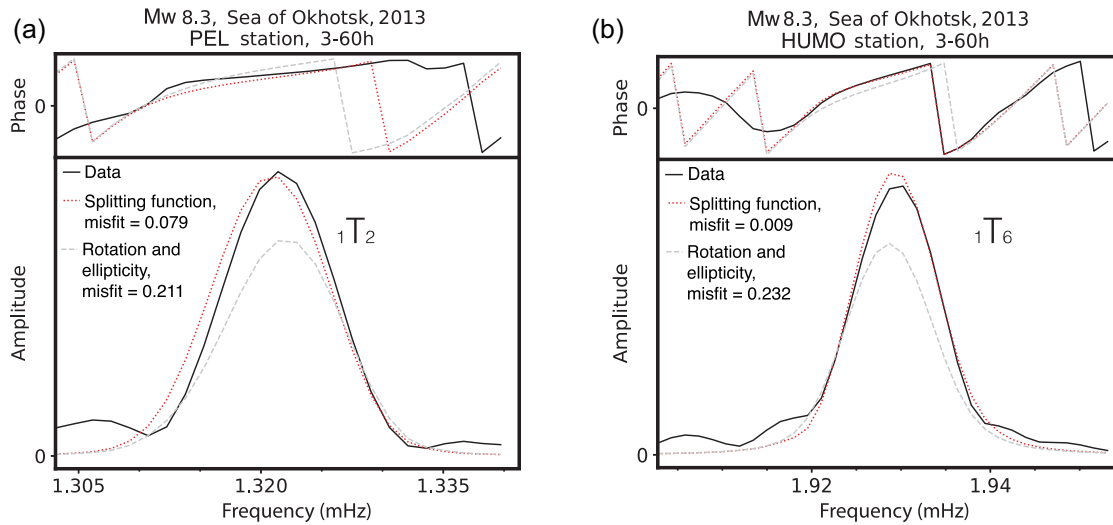 (a)
Mw 8.3, Sea of Okhotsk, 2013
PEL station, 3-60h
Phase
0
Data
Splitting function,
misfit = 0.079
Rotation and
ellipticity,
misfit = 0.211
1T2
Amplitude
0
1.305 1.320 1.335
Frequency (mHz)
(b)
Mw 8.3, Sea of Okhotsk, 2013
HUMO station, 3-60h
Phase
0
Data
Splitting function,
misfit = 0.009
Rotation and
ellipticity,
misfit = 0.232
1T6
Amplitude
0
1.92 1.94
Frequency (mHz)